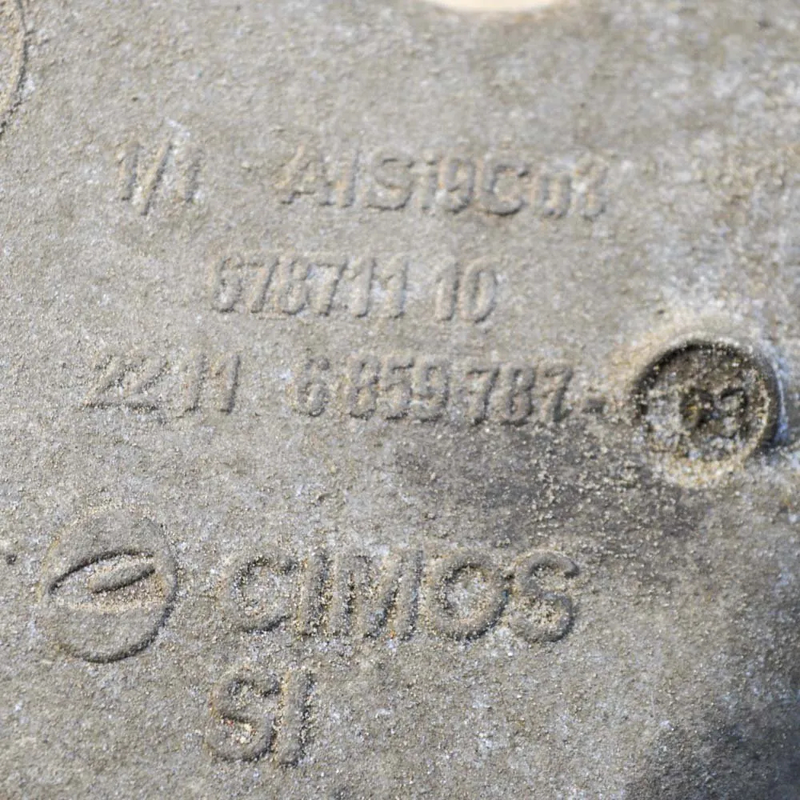 1/1 AlSi9Cu3
678711 10
22 11 6 859 787-
CIMOS
SI